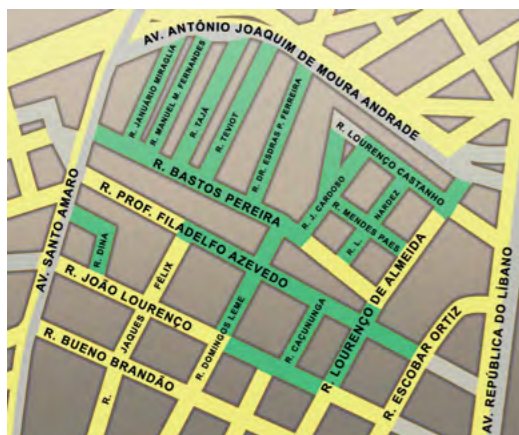 AV. ANTÔNIO JOAQUIM DE MOURA ANDRADE
R. JANUÁRIO MIRAGLIA
R. MANUEL M. FERNANDES
R. TAJÁ
R. TEVIOT
R. DR. ESDRAS P. FERREIRA
R. LOURENÇO CASTANHO
R. BASTOS PEREIRA
R. J. CARDOSO
NARDEZ
R. MENDES PAES
R. L.
AV. SANTO AMARO
R. PROF. FILADELFO AZEVEDO
R. DINA
FÉLIX
R. JOÃO LOURENÇO
JAQUES
R.
R. DOMINGOS LEME
R. CAÇUNUNGA
R. LOURENÇO DE ALMEIDA
R. BUENO BRANDÃO
R. ESCOBAR ORTIZ
AV. REPÚBLICA DO LÍBANO